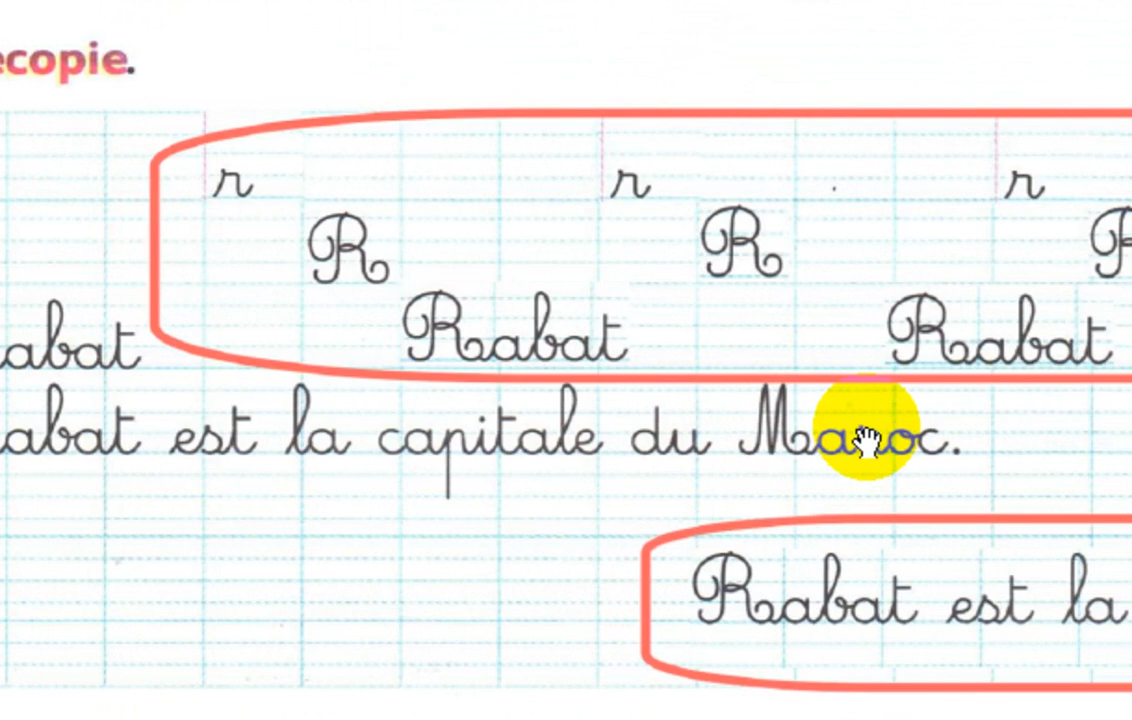 ecopie.
r r r
R R R
abat Rabat Rabat
abat est la capitale du Maroc.
Rabat est la